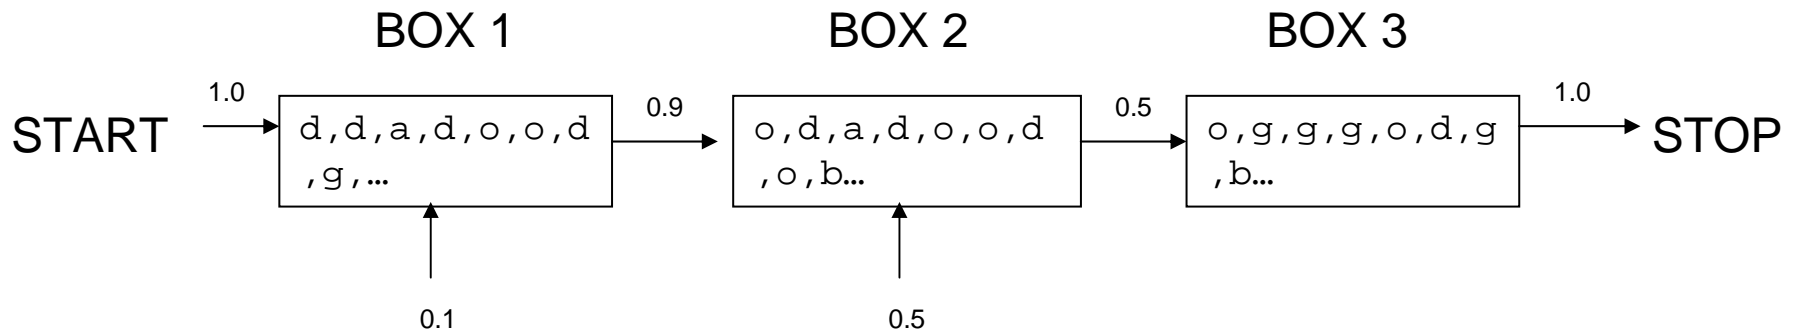 BOX 1
BOX 2
BOX 3
1.0
0.9
0.5
1.0
START
d,d,a,d,o,o,d
,g,…
o,d,a,d,o,o,d
,o,b…
o,g,g,g,o,d,g
,b…
STOP
0.1
0.5